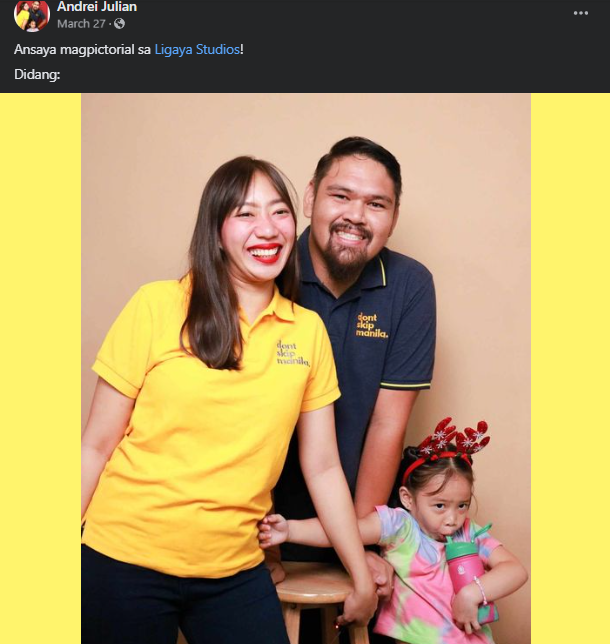 Andrei Julian
March 27 ·
Ansaya magpictorial sa Ligaya Studios!
Didang:
dont
skip
manila.
dont
skip
manila.